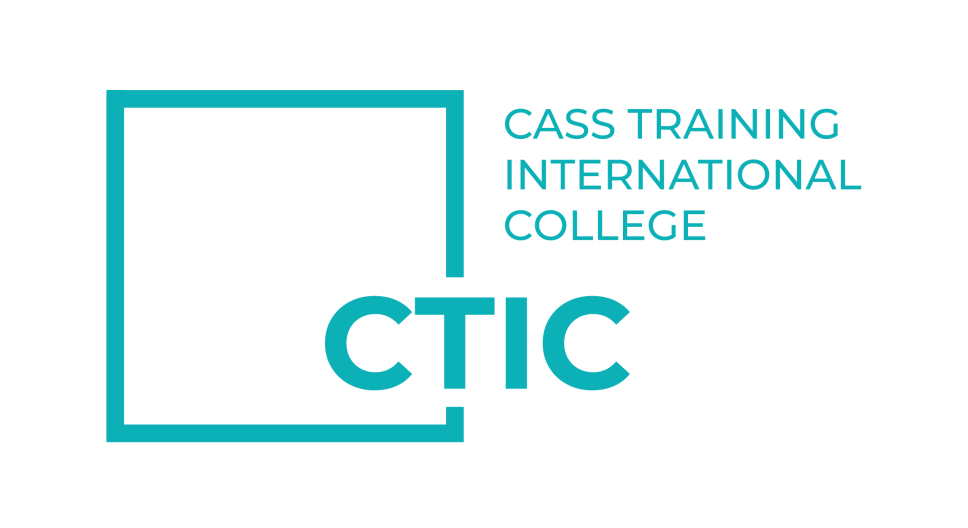 CASS TRAINING
INTERNATIONAL
COLLEGE
CTIC